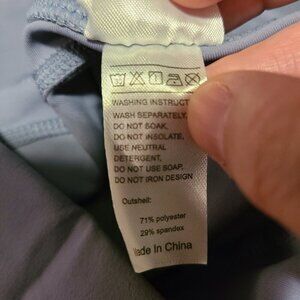 WASHING INSTRUCT
WASH SEPARATELY,
DO NOT SOAK,
DO NOT INSOLATE,
USE NEUTRAL
DETERGENT,
DO NOT USE SOAP,
DO NOT IRON DESIGN
Outshell:
71% polyester
29% spandex
Made In China